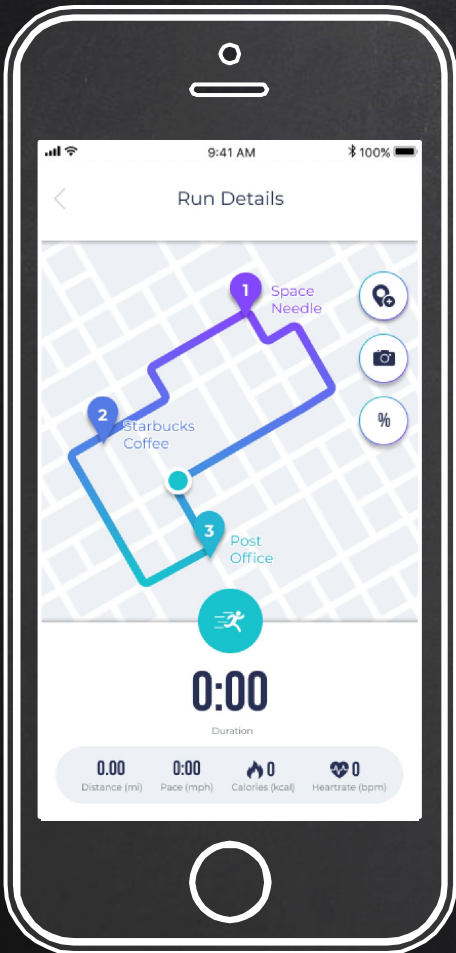 9:41 AM
100%
Run Details
1
Space
Needle
%
2
Starbucks
Coffee
3
Post
Office
0:00
Duration
0.00 0:00 0 0
Distance (mi) Pace (mph) Calories (kcal) Heartrate (bpm)